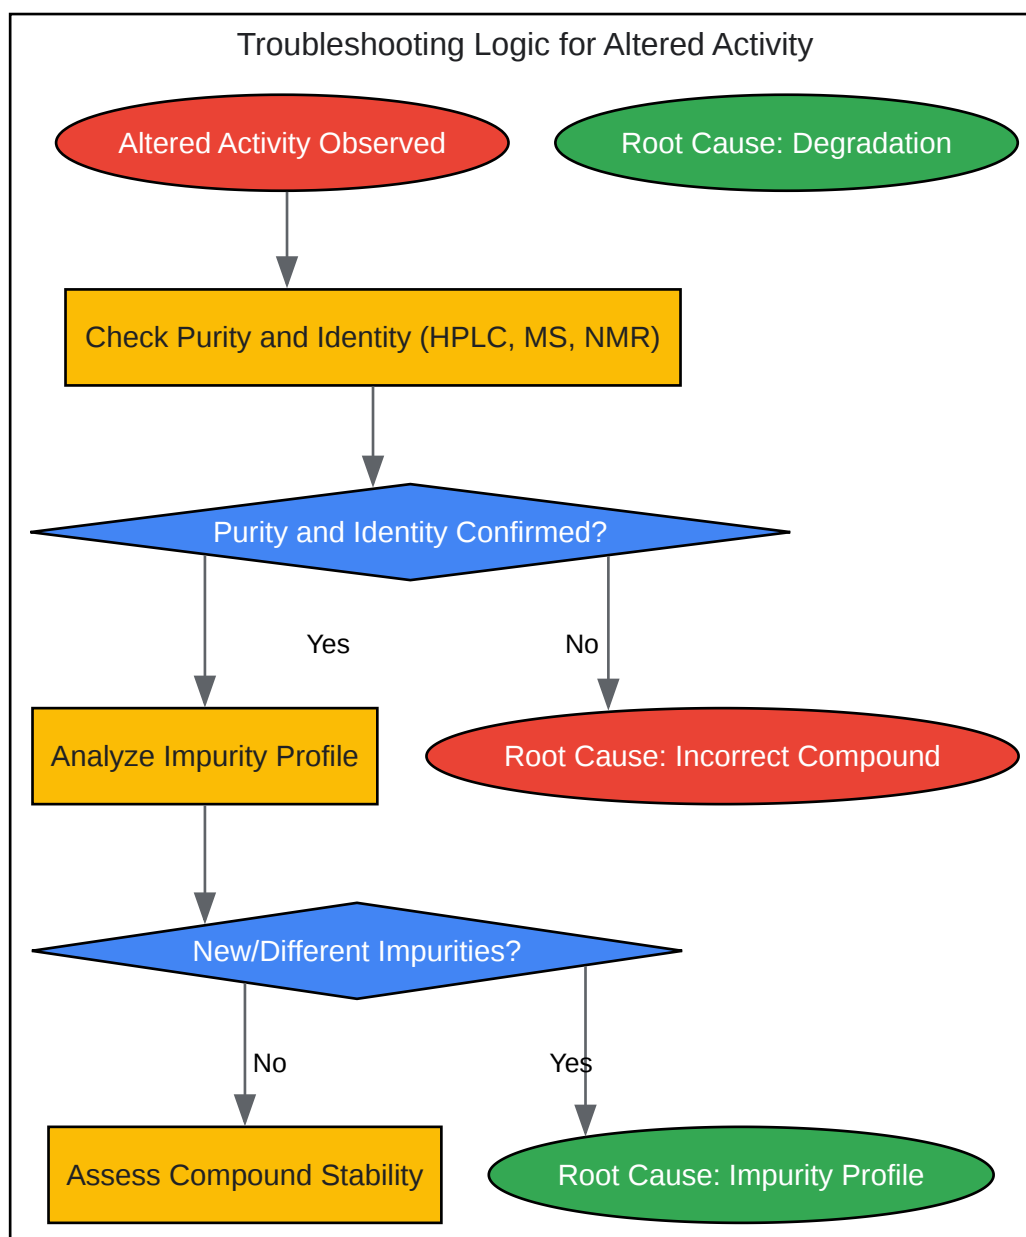 Troubleshooting Logic for Altered Activity
Altered Activity Observed
Root Cause: Degradation
Check Purity and Identity (HPLC, MS, NMR)
Purity and Identity Confirmed?
Yes
No
Analyze Impurity Profile
Root Cause: Incorrect Compound
New/Different Impurities?
No
Yes
Assess Compound Stability
Root Cause: Impurity Profile